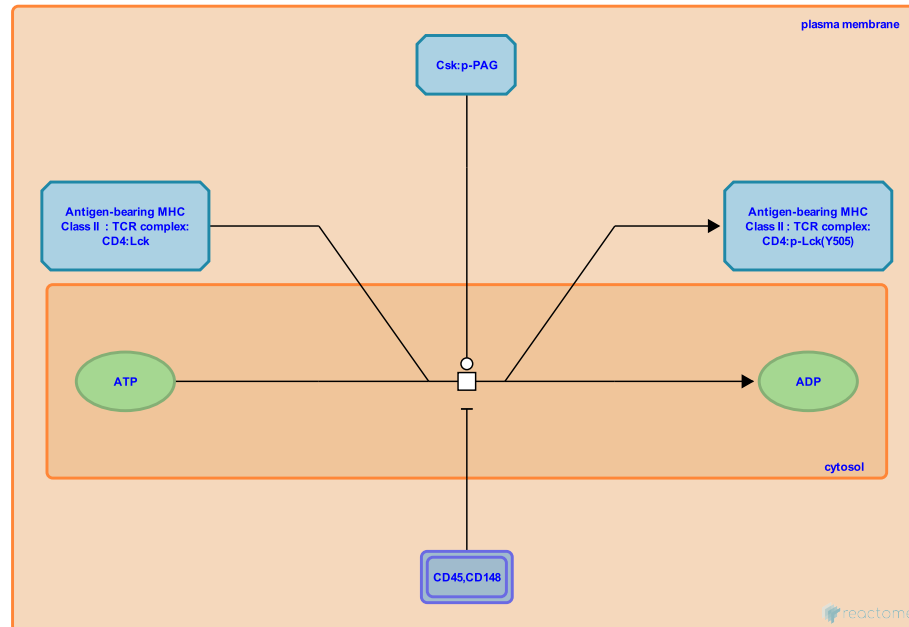 plasma membrane
Csk:p-PAG
Antigen-bearing MHC
Class II : TCR complex:
CD4:Lck
Antigen-bearing MHC
Class II : TCR complex:
CD4:p-Lck(Y505)
ATP
ADP
cytosol
CD45,CD148
reactome